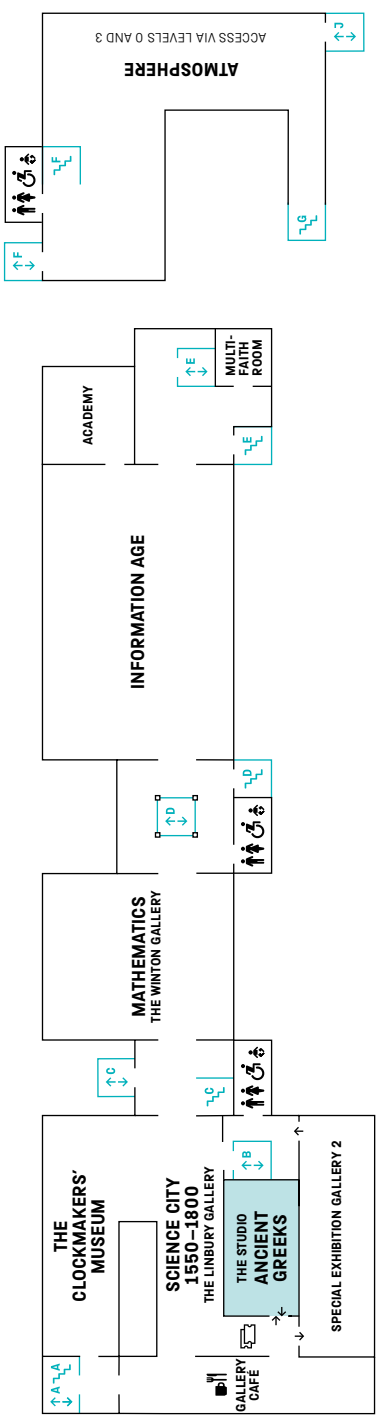 J
ACCESS VIA LEVELS 0 AND 3
ATMOSPHERE
F
F
G
E
MULTI-
FAITH
ROOM
ACADEMY
E
INFORMATION AGE
D
D
MATHEMATICS
THE WINTON GALLERY
C
C
THE
CLOCKMAKERS’
MUSEUM
SCIENCE CITY
1550–1800
THE LINBURY GALLERY
B
THE STUDIO
ANCIENT
GREEKS
SPECIAL EXHIBITION GALLERY 2
A
A
GALLERY
CAFÉ